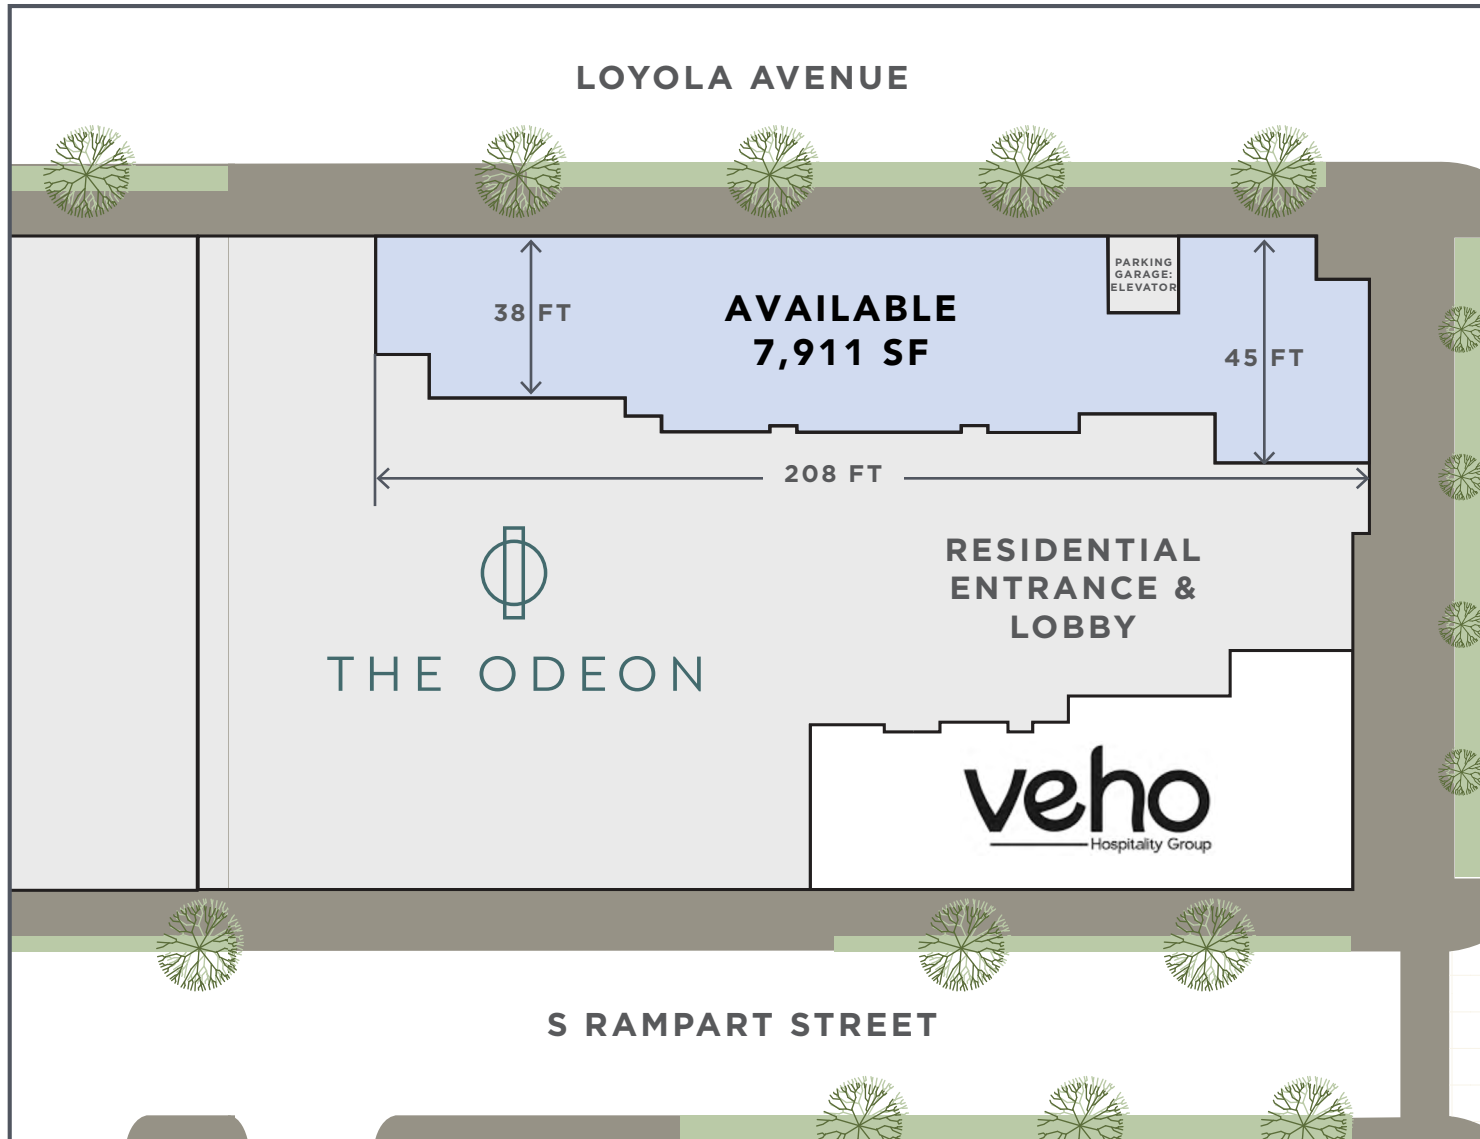 LOYOLA AVENUE
PARKING
GARAGE:
ELEVATOR
38 FT
AVAILABLE
7,911 SF
45 FT
208 FT
RESIDENTIAL
ENTRANCE &
LOBBY
THE ODEON
veho
Hospitality Group
S RAMPART STREET